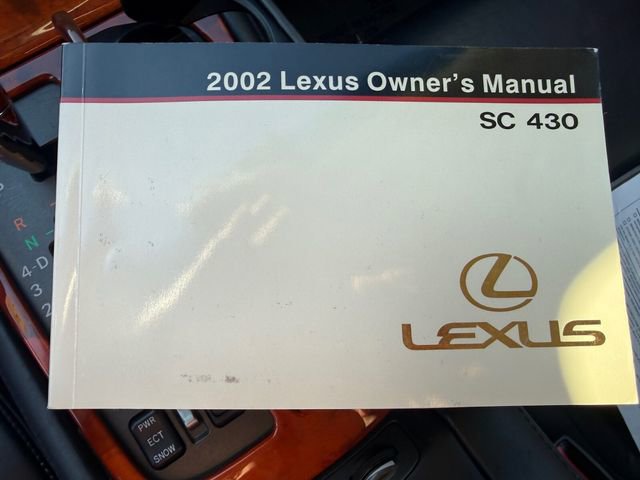 2002 Lexus Owner's Manual
SC 430
LEXUS
R
N
4-D
3
2
PWR
ECT
SNOW